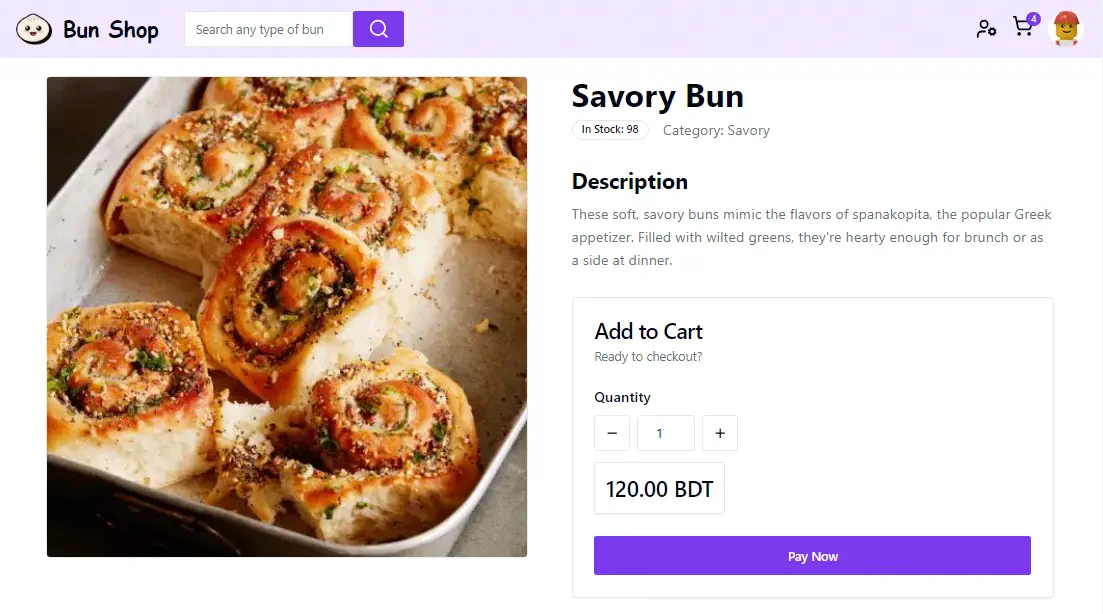 Bun Shop
Search any type of bun
4
Savory Bun
In Stock: 98
Category: Savory
Description
These soft, savory buns mimic the flavors of spanakopita, the popular Greek
appetizer. Filled with wilted greens, they're hearty enough for brunch or as
a side at dinner.
Add to Cart
Ready to checkout?
Quantity
− 1 +
120.00 BDT
Pay Now